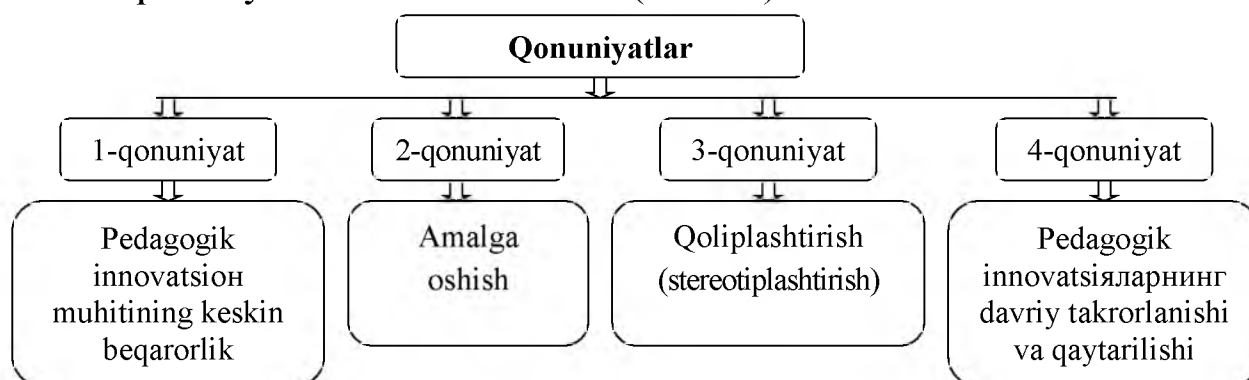 Qonuniyatlar
1-qonuniyat
2-qonuniyat
3-qonuniyat
4-qonuniyat
Pedagogik
innovatsiон
muhitining keskin
beqarorlik
Amalga
oshish
Qoliplashtirish
(stereotiplashtirish)
Pedagogik
innovatsiяларнинг
davriy takrorlanishi
va qaytarilishi